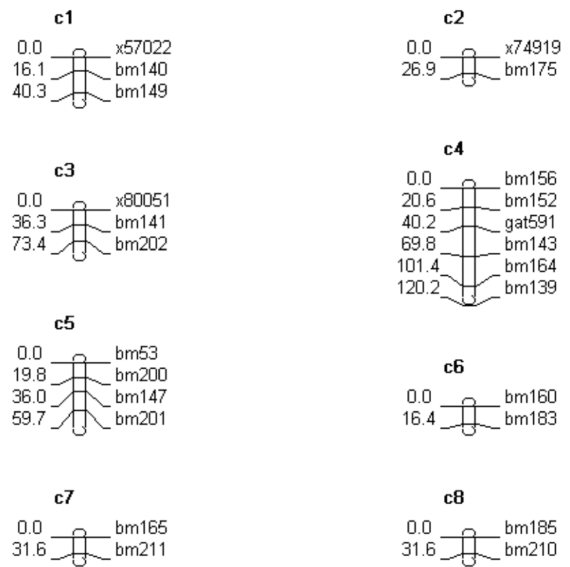 c1
0.0 x57022
16.1 bm140
40.3 bm149
c2
0.0 x74919
26.9 bm175
c3
0.0 x80051
36.3 bm141
73.4 bm202
c4
0.0 bm156
20.6 bm152
40.2 gat591
69.8 bm143
101.4 bm164
120.2 bm139
c5
0.0 bm53
19.8 bm200
36.0 bm147
59.7 bm201
c6
0.0 bm160
16.4 bm183
c7
0.0 bm165
31.6 bm211
c8
0.0 bm185
31.6 bm210